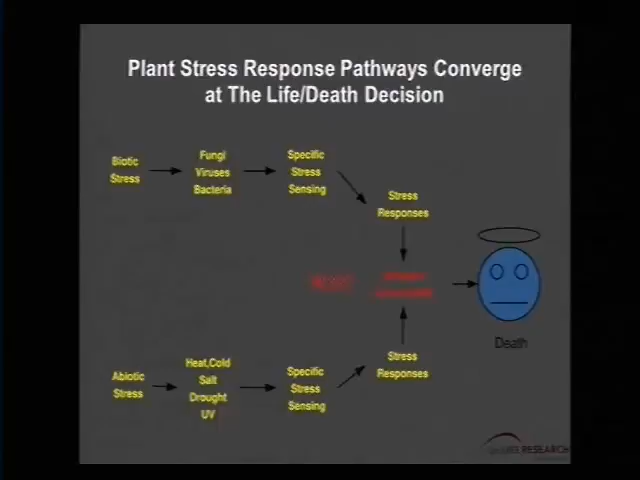 Plant Stress Response Pathways Converge
at The Life/Death Decision
Biotic
Stress
Fungi
Viruses
Bacteria
Specific
Stress
Sensing
Stress
Responses
Death
Abiotic
Stress
Heat,Cold
Salt
Drought
UV
Specific
Stress
Sensing
Stress
Responses
RESEARCH